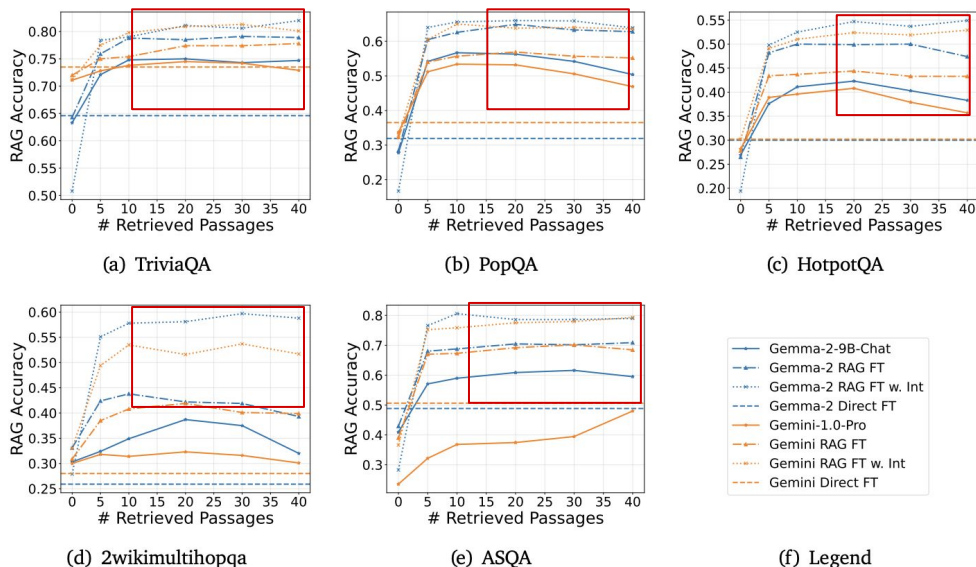 RAG Accuracy
0.80
0.75
0.70
0.65
0.60
0.55
0.50
0 5 10 15 20 25 30 35 40
# Retrieved Passages
(a) TriviaQA
RAG Accuracy
0.6
0.5
0.4
0.3
0.2
0 5 10 15 20 25 30 35 40
# Retrieved Passages
(b) PopQA
RAG Accuracy
0.55
0.50
0.45
0.40
0.35
0.30
0.25
0.20
0 5 10 15 20 25 30 35 40
# Retrieved Passages
(c) HotpotQA
RAG Accuracy
0.60
0.55
0.50
0.45
0.40
0.35
0.30
0.25
0 5 10 15 20 25 30 35 40
# Retrieved Passages
(d) 2wikimultihopqa
RAG Accuracy
0.8
0.7
0.6
0.5
0.4
0.3
0 5 10 15 20 25 30 35 40
# Retrieved Passages
(e) ASQA
Gemma-2-9B-Chat
Gemma-2 RAG FT
Gemma-2 RAG FT w. Int
Gemma-2 Direct FT
Gemini-1.0-Pro
Gemini RAG FT
Gemini RAG FT w. Int
Gemini Direct FT
(f) Legend